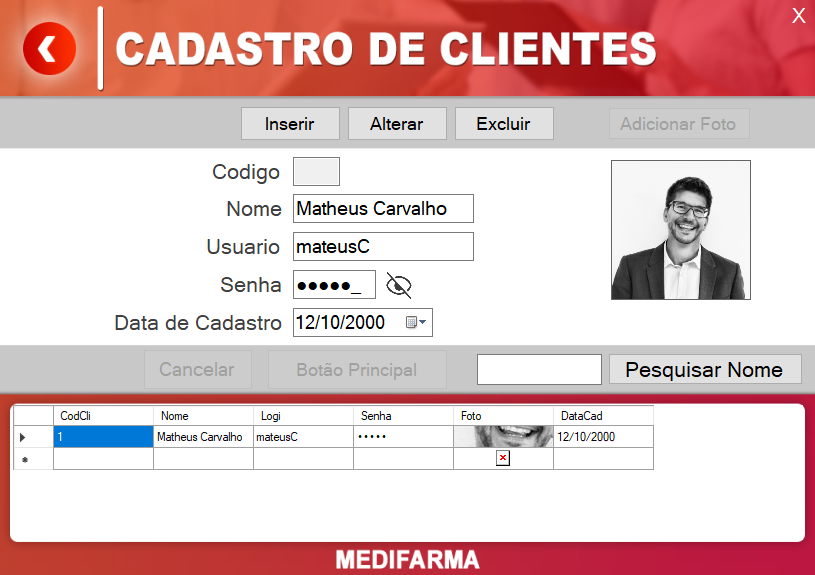 X
CADASTRO DE CLIENTES
Inserir Alterar Excluir Adicionar Foto
Codigo
Nome Matheus Carvalho
Usuario mateusC
Senha ●●●●●_
Data de Cadastro 12/10/2000
Cancelar Botão Principal Pesquisar Nome
CodCli Nome Logi Senha Foto DataCad
1 Matheus Carvalho mateusC ••••• 12/10/2000
MEDIFARMA